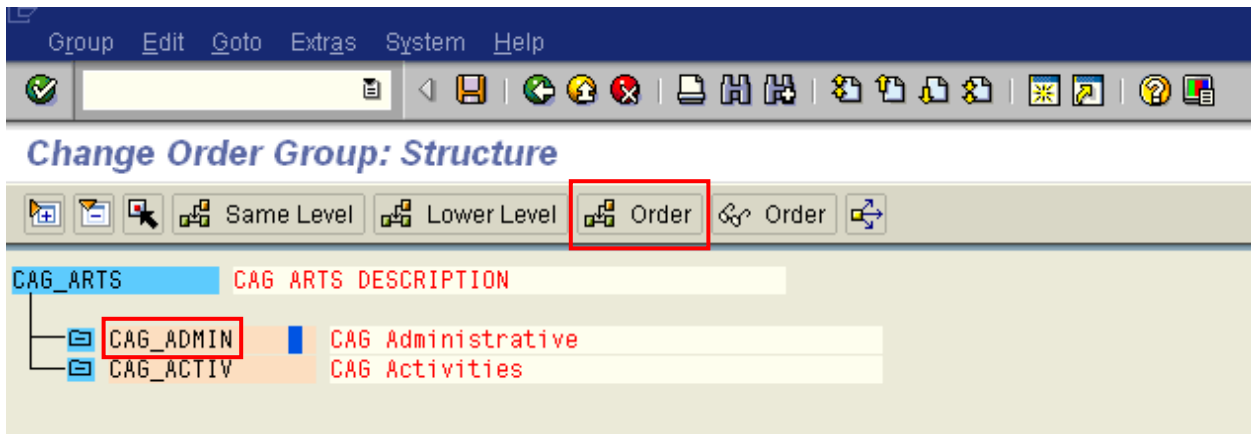 Group Edit Goto Extras System Help
Change Order Group: Structure
Same Level Lower Level Order Order
CAG_ARTS CAG ARTS DESCRIPTION
CAG_ADMIN CAG Administrative
CAG_ACTIV CAG Activities